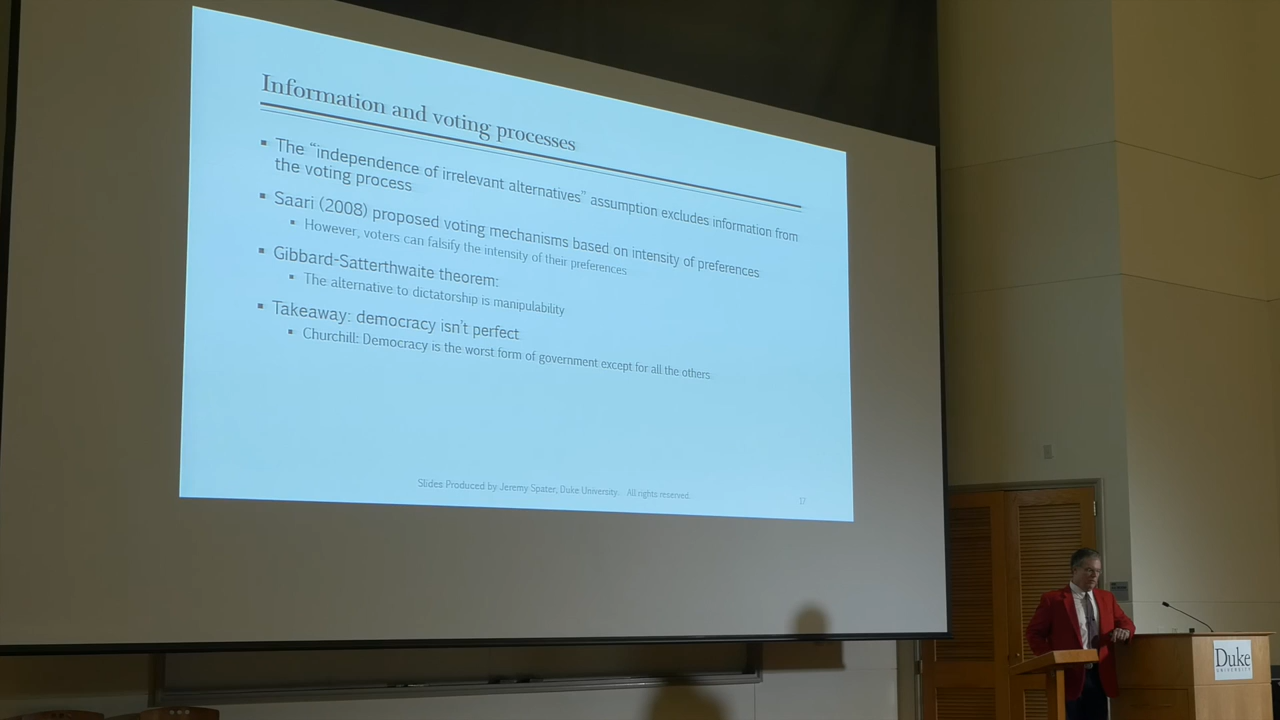 Information and voting processes
▪ The “independence of irrelevant alternatives” assumption excludes information from
the voting process
▪ Saari (2008) proposed voting mechanisms based on intensity of preferences
▪ However, voters can falsify the intensity of their preferences
▪ Gibbard-Satterthwaite theorem:
▪ The alternative to dictatorship is manipulability
▪ Takeaway: democracy isn’t perfect
▪ Churchill: Democracy is the worst form of government except for all the others
Slides Produced by Jeremy Spater, Duke University. All rights reserved.
17
Duke
UNIVERSITY